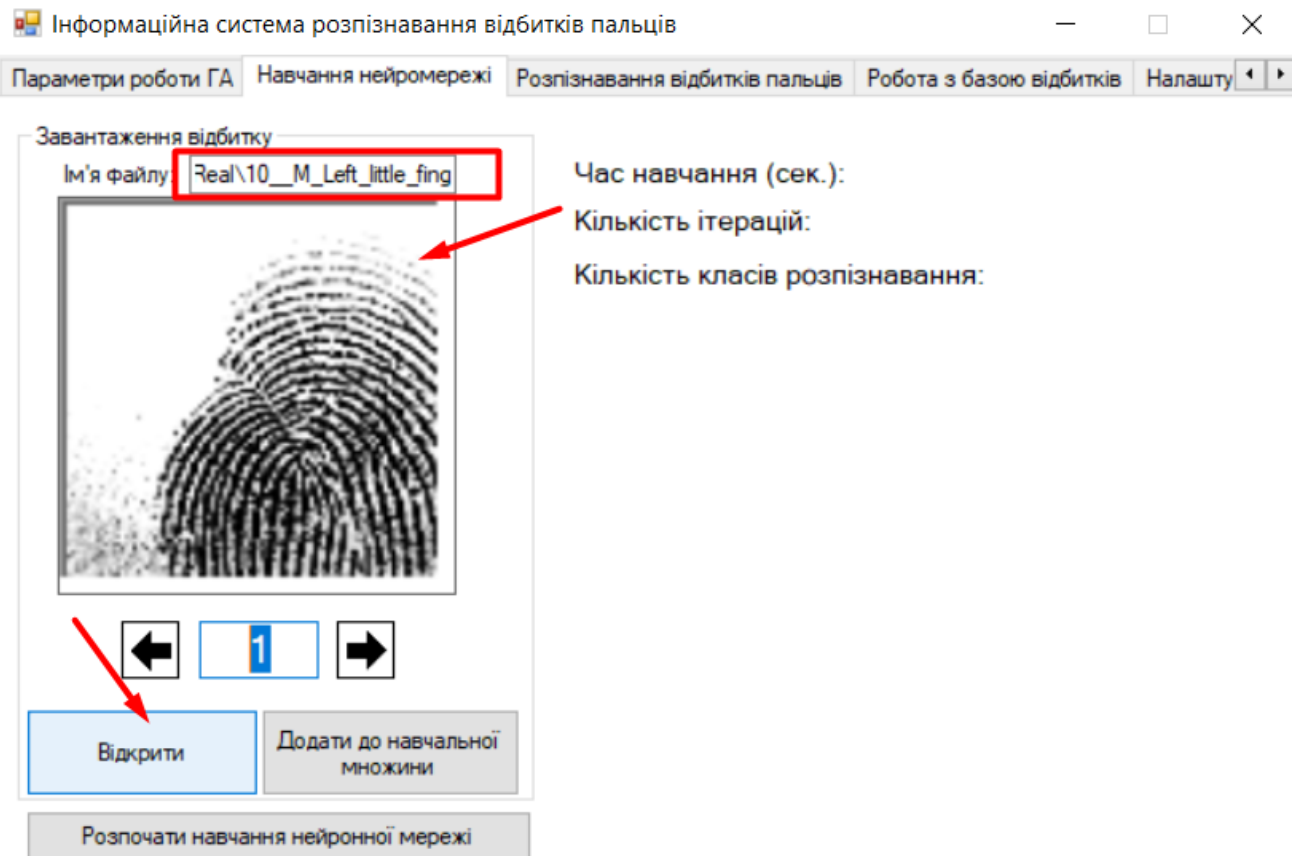 Інформаційна система розпізнавання відбитків пальців
Параметри роботи ГА Навчання нейромережі Розпізнавання відбитків пальців Робота з базою відбитків Налашту
Завантаження відбитку
Ім'я файлу: Real\10__M_Left_little_fing
Час навчання (сек.):
Кількість ітерацій:
Кількість класів розпізнавання:
1
Відкрити
Додати до навчальної
множини
Розпочати навчання нейронної мережі